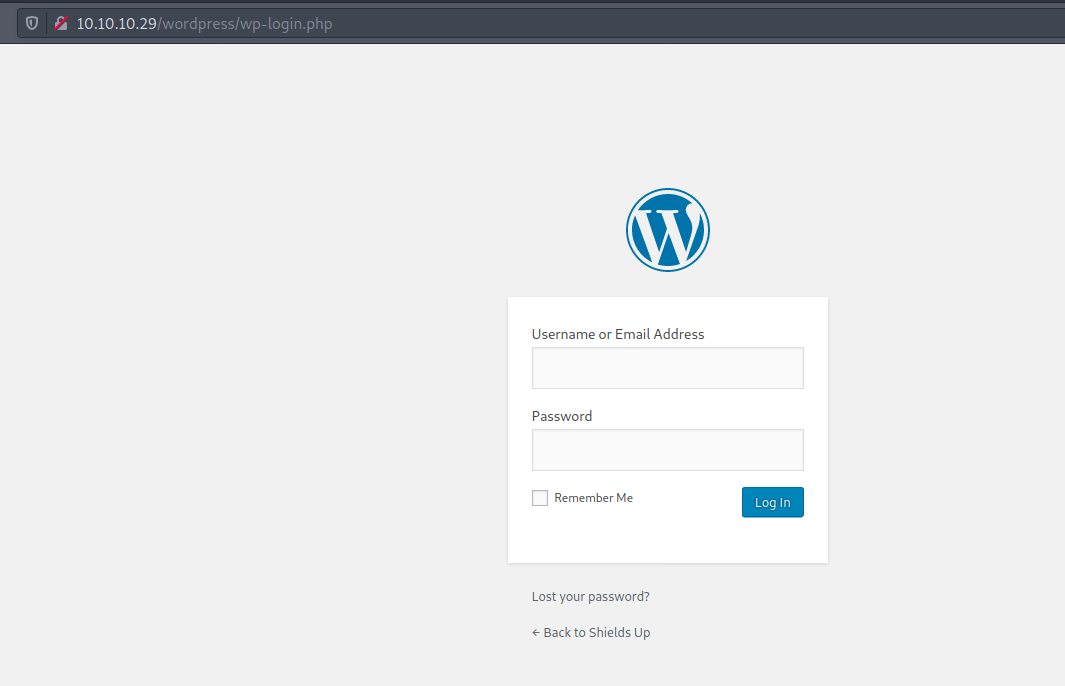 10.10.10.29/wordpress/wp-login.php
Username or Email Address
Password
Remember Me
Log In
Lost your password?
← Back to Shields Up